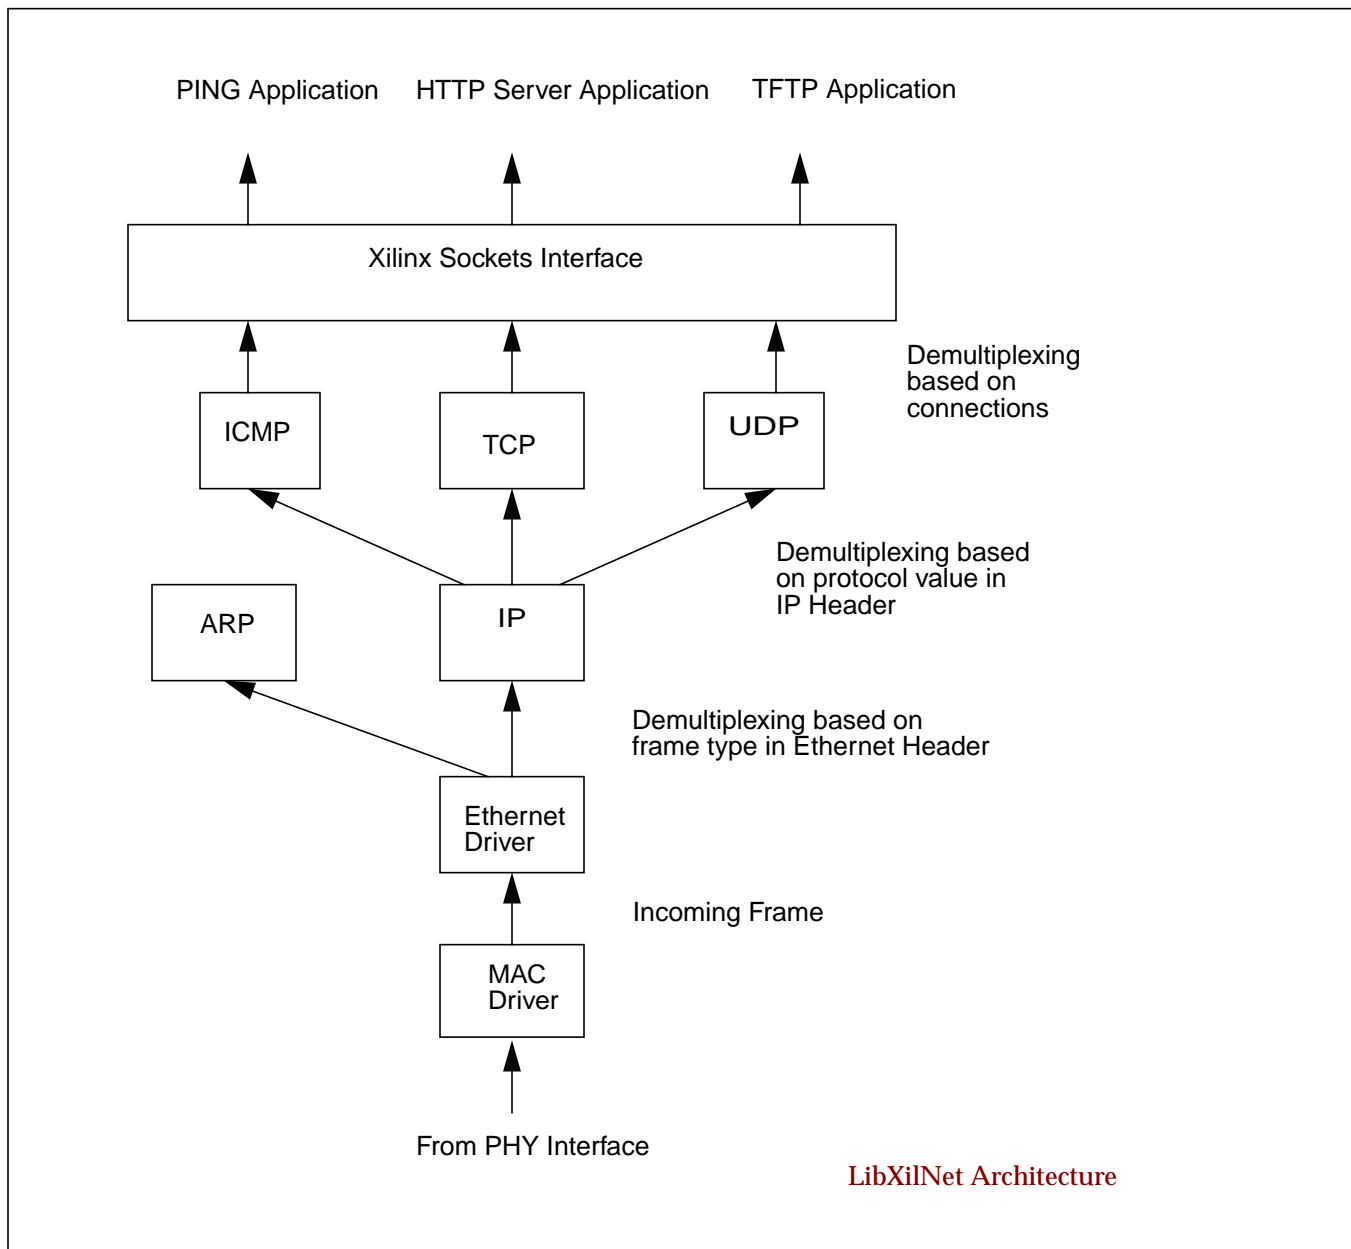 PING Application
HTTP Server Application
TFTP Application
Xilinx Sockets Interface
Demultiplexing
based on
connections
ICMP
TCP
UDP
Demultiplexing based
on protocol value in
IP Header
ARP
IP
Demultiplexing based on
frame type in Ethernet Header
Ethernet
Driver
Incoming Frame
MAC
Driver
From PHY Interface
LibXilNet Architecture